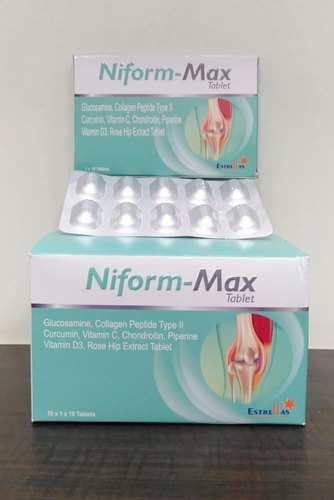 Niform-Max
Tablet
Glucosamine, Collagen Peptide Type II
Curcumin, Vitamin C, Chondroitin, Piperine
Vitamin D3, Rose Hip Extract Tablet
1 x 10 Tablets
ESTRELLAS
Niform-Max
Tablet
Glucosamine, Collagen Peptide Type II
Curcumin, Vitamin C, Chondroitin, Piperine
Vitamin D3, Rose Hip Extract Tablet
10 x 1 x 10 Tablets
ESTRELLAS